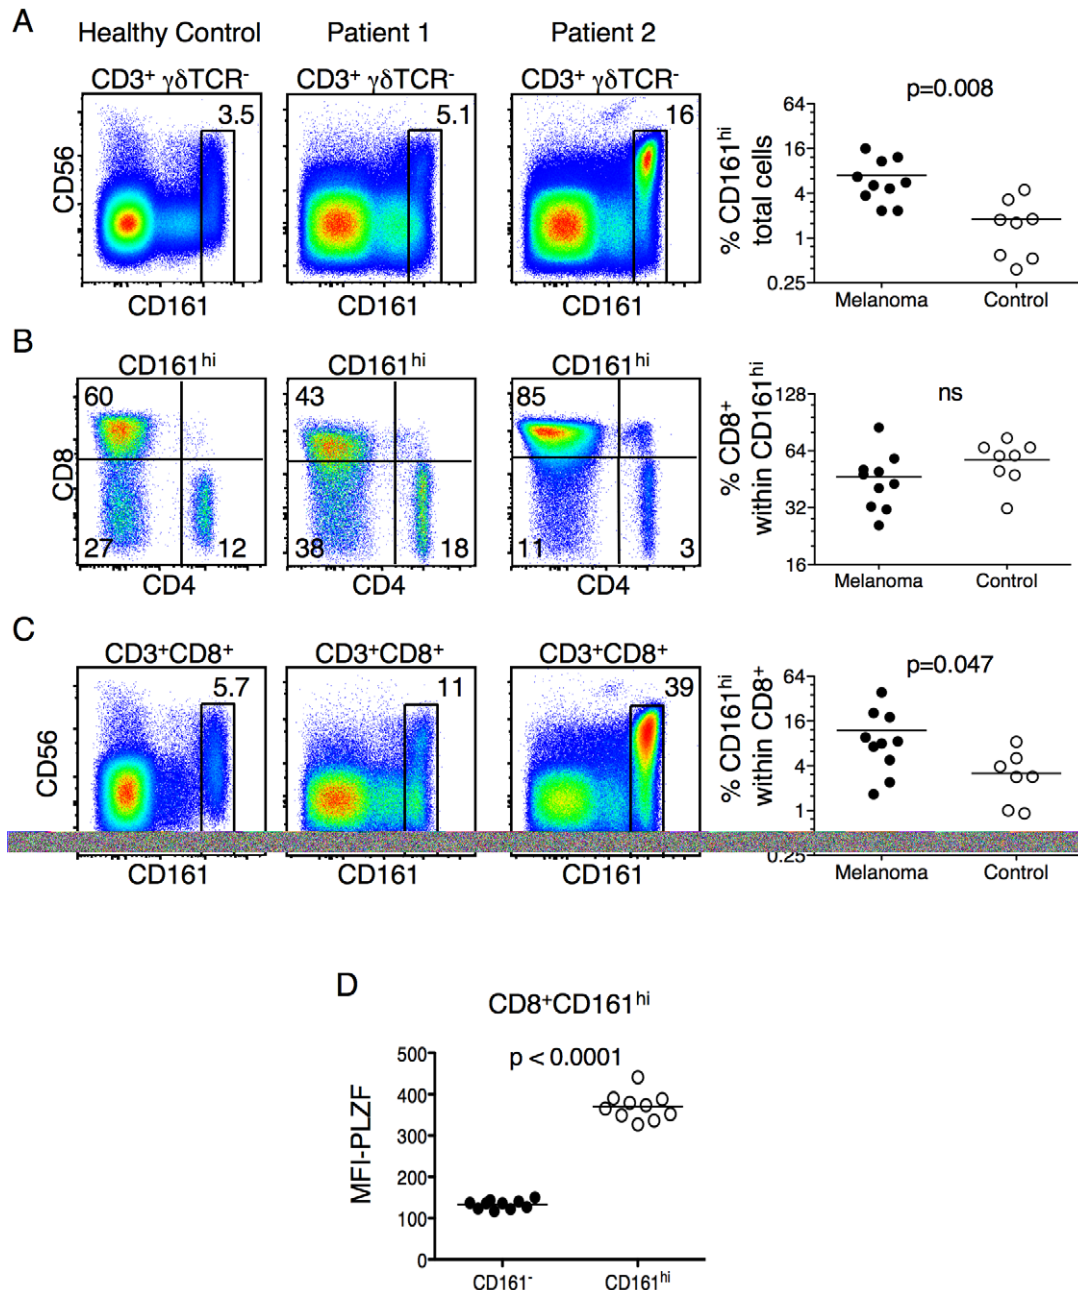 A
Healthy Control
Patient 1
Patient 2
CD3⁺ γδTCR⁻
CD3⁺ γδTCR⁻
CD3⁺ γδTCR⁻
3.5
5.1
16
CD56
CD161
CD161
CD161
p=0.008
% CD161ʰⁱ
total cells
64
16
4
1
0.25
Melanoma
Control
B
CD161ʰⁱ
CD161ʰⁱ
CD161ʰⁱ
60
27
12
43
38
18
85
11
3
CD8
CD4
CD4
CD4
ns
% CD8⁺
within CD161ʰⁱ
128
64
32
16
Melanoma
Control
C
CD3⁺CD8⁺
CD3⁺CD8⁺
CD3⁺CD8⁺
5.7
11
39
CD56
CD161
CD161
CD161
p=0.047
% CD161ʰⁱ
within CD8⁺
64
16
4
1
0.25
Melanoma
Control
D
CD8⁺CD161ʰⁱ
p < 0.0001
MFI-PLZF
500
400
300
200
100
0
CD161⁻
CD161ʰⁱ